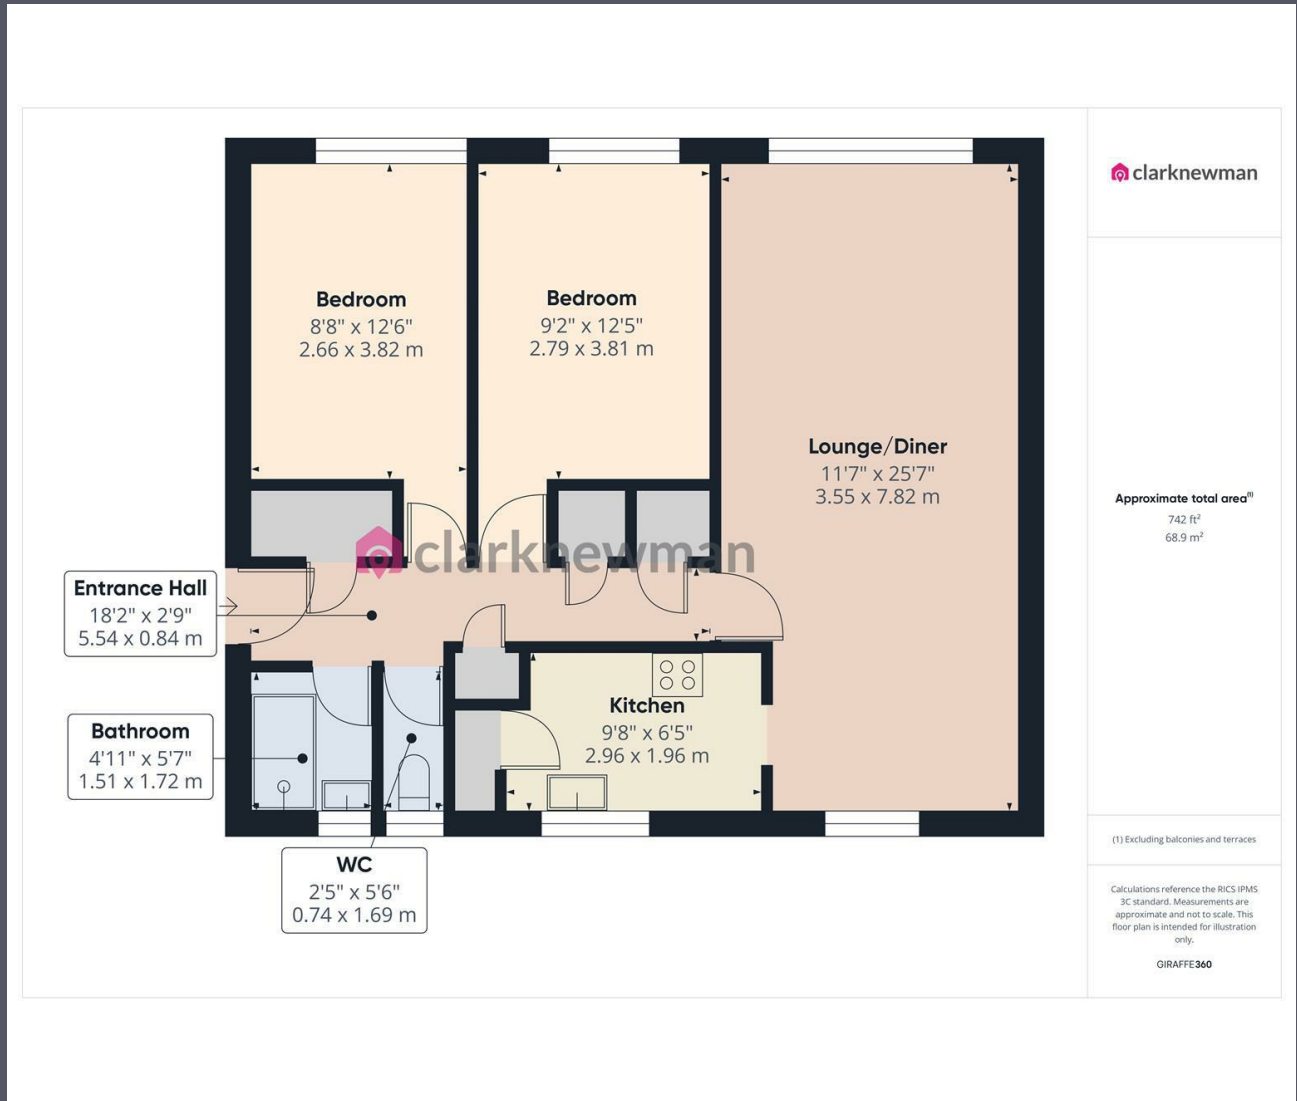 Bedroom
8'8" x 12'6"
2.66 x 3.82 m
Bedroom
9'2" x 12'5"
2.79 x 3.81 m
Lounge/Diner
11'7" x 25'7"
3.55 x 7.82 m
clarknewman
Entrance Hall
18'2" x 2'9"
5.54 x 0.84 m
Kitchen
9'8" x 6'5"
2.96 x 1.96 m
Bathroom
4'11" x 5'7"
1.51 x 1.72 m
WC
2'5" x 5'6"
0.74 x 1.69 m
clarknewman
Approximate total area⁽¹⁾
742 ft²
68.9 m²
(1) Excluding balconies and terraces
Calculations reference the RICS IPMS
3C standard. Measurements are
approximate and not to scale. This
floor plan is intended for illustration
only.
GIRAFFE360